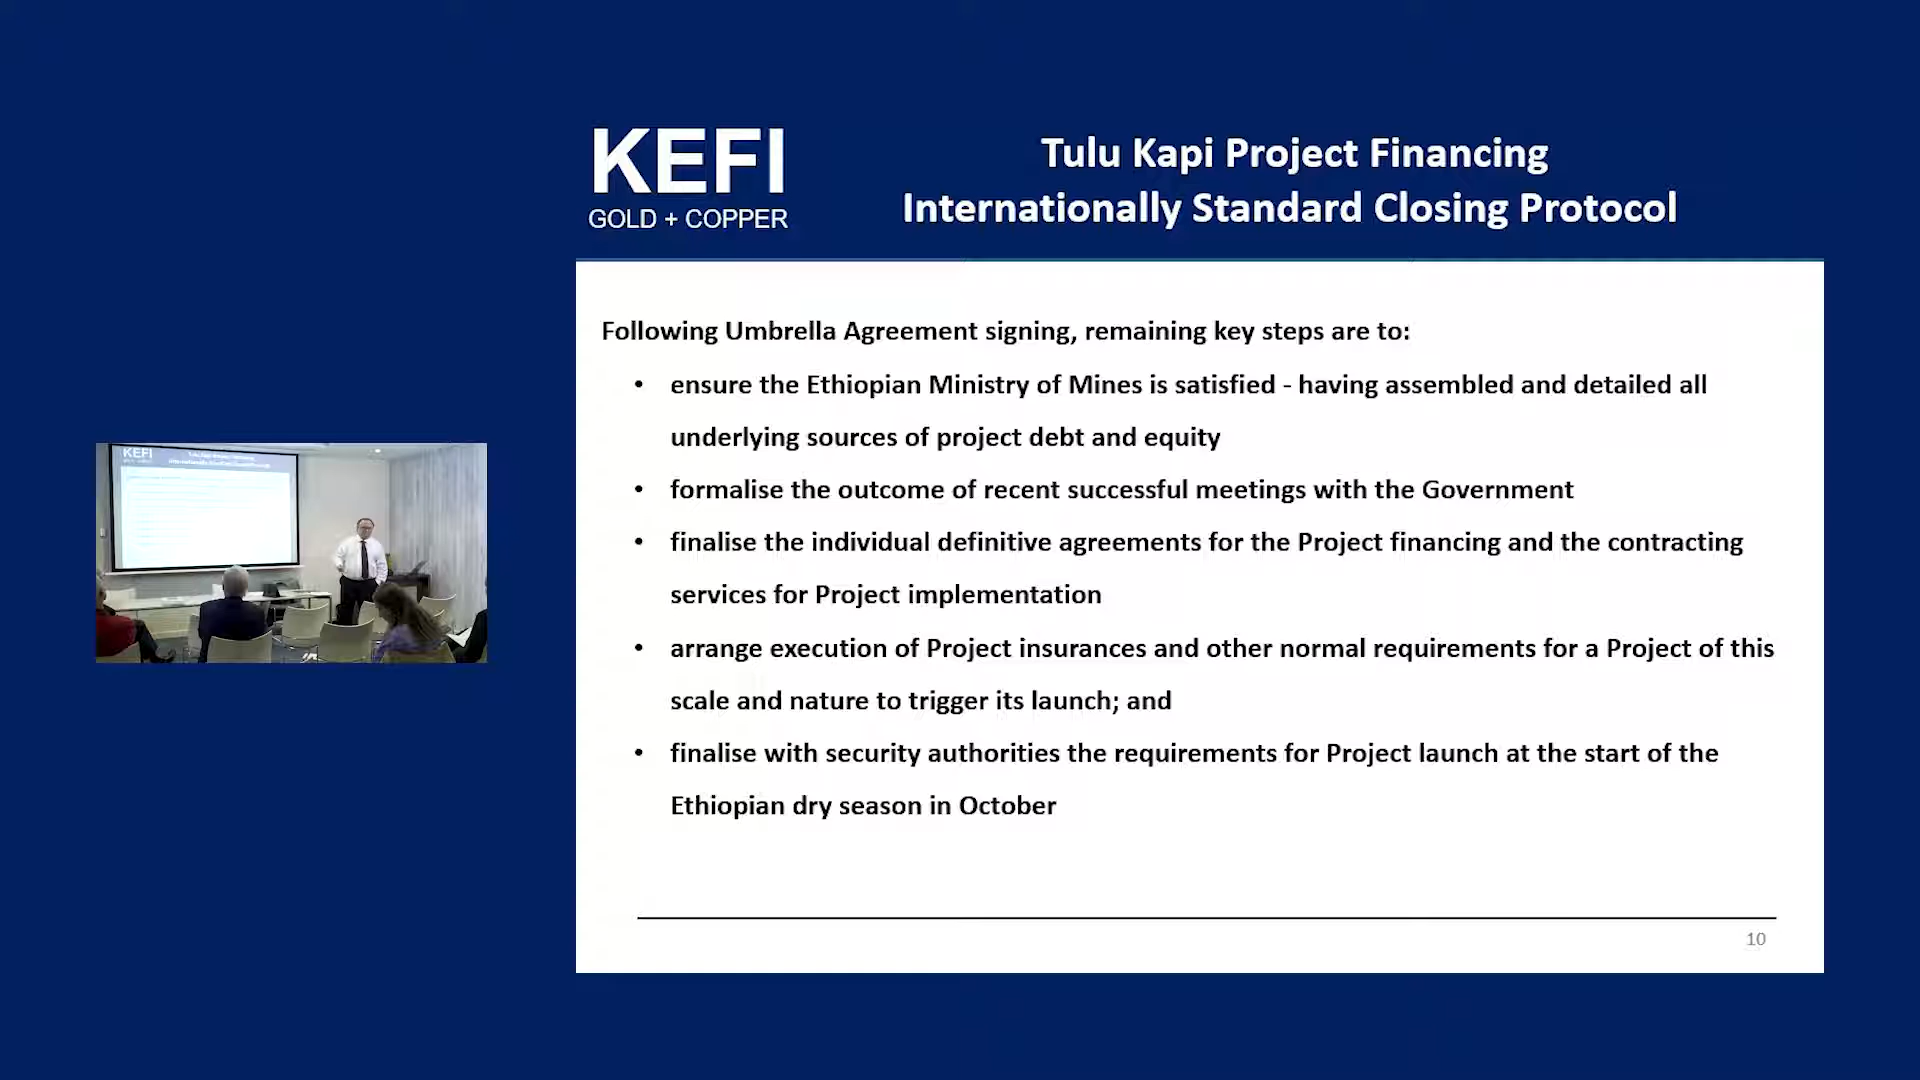 KEFI
GOLD + COPPER
Tulu Kapi Project Financing
Internationally Standard Closing Protocol
Following Umbrella Agreement signing, remaining key steps are to:
• ensure the Ethiopian Ministry of Mines is satisfied - having assembled and detailed all
underlying sources of project debt and equity
• formalise the outcome of recent successful meetings with the Government
• finalise the individual definitive agreements for the Project financing and the contracting
services for Project implementation
• arrange execution of Project insurances and other normal requirements for a Project of this
scale and nature to trigger its launch; and
• finalise with security authorities the requirements for Project launch at the start of the
Ethiopian dry season in October
10
KEFI